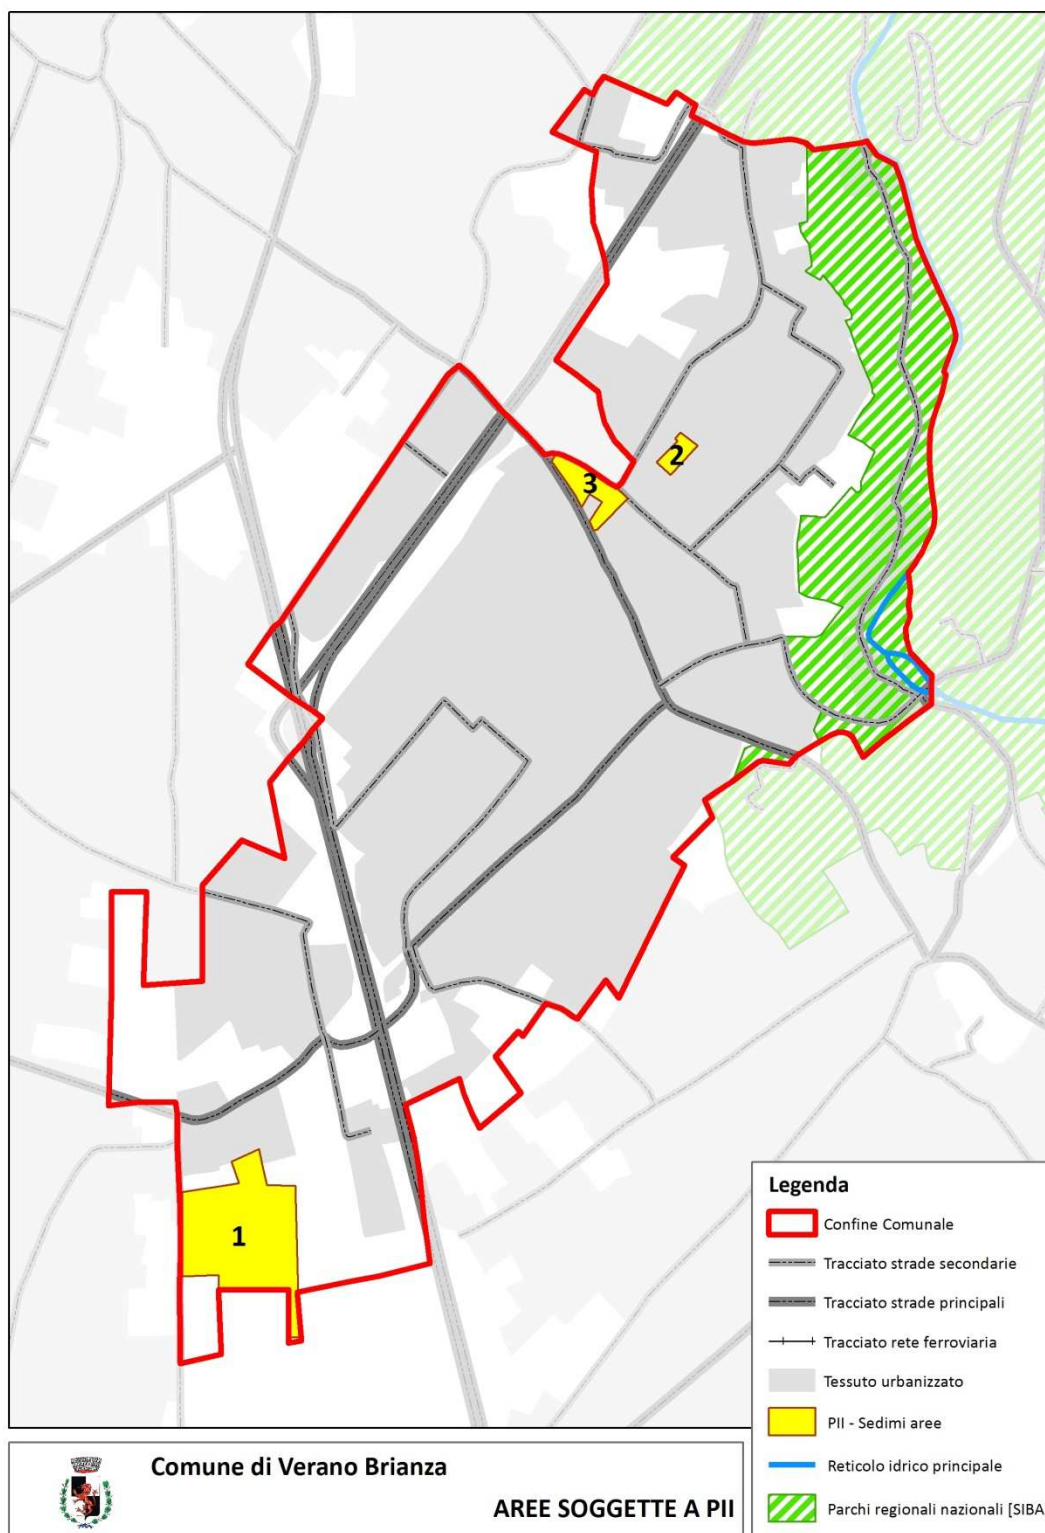 2
3
1
Legenda
Confine Comunale
Tracciato strade secondarie
Tracciato strade principali
Tracciato rete ferroviaria
Tessuto urbanizzato
PII - Sedimi aree
Reticolo idrico principale
Parchi regionali nazionali [SIBA
Comune di Verano Brianza
AREE SOGGETTE A PII